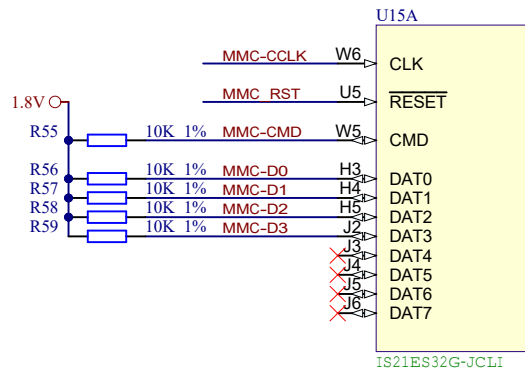 U15A
MMC-CCLK W6 CLK
MMC_RST U5 RESET
1.8V
R55 10K 1% MMC-CMD W5 CMD
R56 10K 1% MMC-D0 H3 DAT0
R57 10K 1% MMC-D1 H4 DAT1
R58 10K 1% MMC-D2 H5 DAT2
R59 10K 1% MMC-D3 J2 DAT3
J3 DAT4
J4 DAT5
J5 DAT6
J6 DAT7
IS21ES32G-JCLI